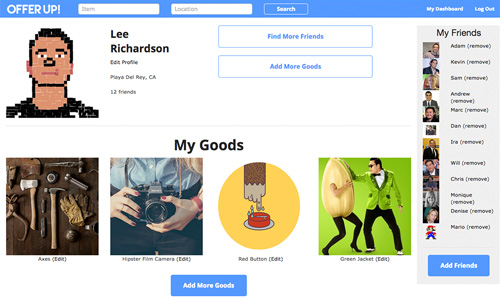 OFFER UP!
Item
Location
Search
My Dashboard
Log Out
Lee
Richardson
Edit Profile
Playa Del Rey, CA
12 friends
Find More Friends
Add More Goods
My Goods
Axes (Edit)
Hipster Film Camera (Edit)
Red Button (Edit)
Green Jacket (Edit)
Add More Goods
My Friends
Adam (remove)
Kevin (remove)
Sam (remove)
Andrew
(remove)
Marc (remove)
Dan (remove)
Ira (remove)
Will (remove)
Chris (remove)
Monique
(remove)
Denise (remove)
Mario (remove)
Add Friends